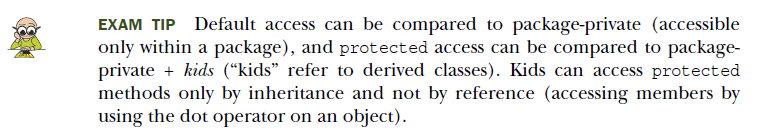 EXAM TIP Default access can be compared to package-private (accessible
only within a package), and protected access can be compared to package-
private + kids (“kids” refer to derived classes). Kids can access protected
methods only by inheritance and not by reference (accessing members by
using the dot operator on an object).